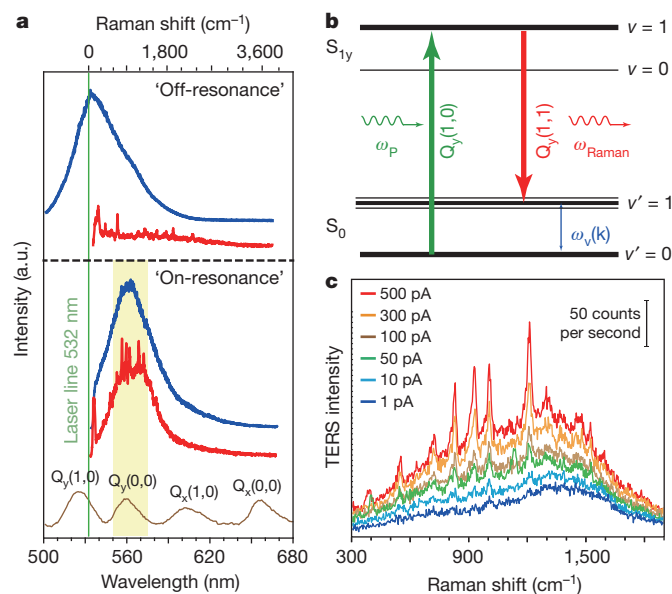 a
Raman shift (cm⁻¹)
0 1,800 3,600
'Off-resonance'
'On-resonance'
Intensity (a.u.)
Laser line 532 nm
Qy(1,0) Qy(0,0) Qx(1,0) Qx(0,0)
500 560 620 680
Wavelength (nm)
b
S1y
v = 1
v = 0
ωP
Qy(1,0)
Qy(1,1)
ωRaman
S0
v' = 1
ωv(k)
v' = 0
c
500 pA
300 pA
100 pA
50 pA
10 pA
1 pA
50 counts
per second
TERS intensity
300 900 1,500
Raman shift (cm⁻¹)